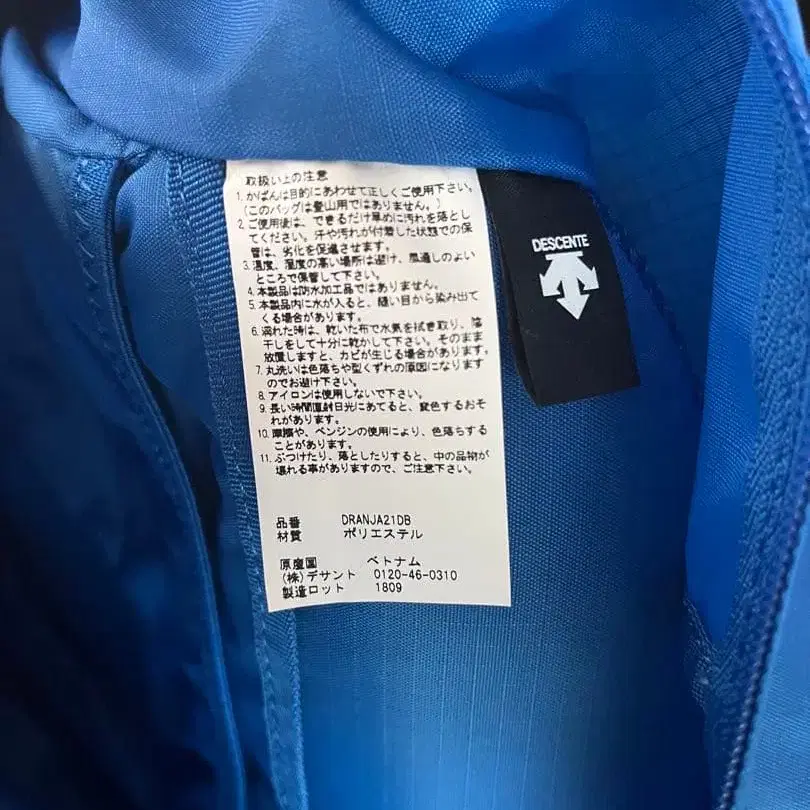 取扱い上の注意
1. かばんは目的にあわせて正しくご使用下さい。
(このバッグは登山用ではありません。)
2. ご使用後は、できるだけ早めに汚れを落とし
てください。汗や汚れが付着した状態での保
管は、劣化を促進させます。
3. 温度、湿度の高い場所は避け、風通しのよい
ところで保管して下さい。
4. 本製品は防水加工品ではありません。
5. 本製品内に水が入ると、縫い目から染み出て
くる場合があります。
6. 濡れた時は、乾いた布で水気を拭き取り、陰
干しをして十分に乾かして下さい。そのまま
放置しますと、カビが生じる場合があります。
7. 丸洗いは色落ちや型くずれの原因になります
のでお避け下さい。
8. アイロンは使用しないで下さい。
9. 長い時間直射日光にあてると、変色するおそ
れがあります。
10. 摩擦や、ベンジンの使用により、色落ちする
ことがあります。
11. ぶつけたり、落としたりすると、中の品物が
壊れる事がありますので、ご注意下さい。
品番 DRANJA21DB
材質 ポリエステル
原産国 ベトナム
(株)デサント 0120-46-0310
製造ロット 1809
DESCENTE